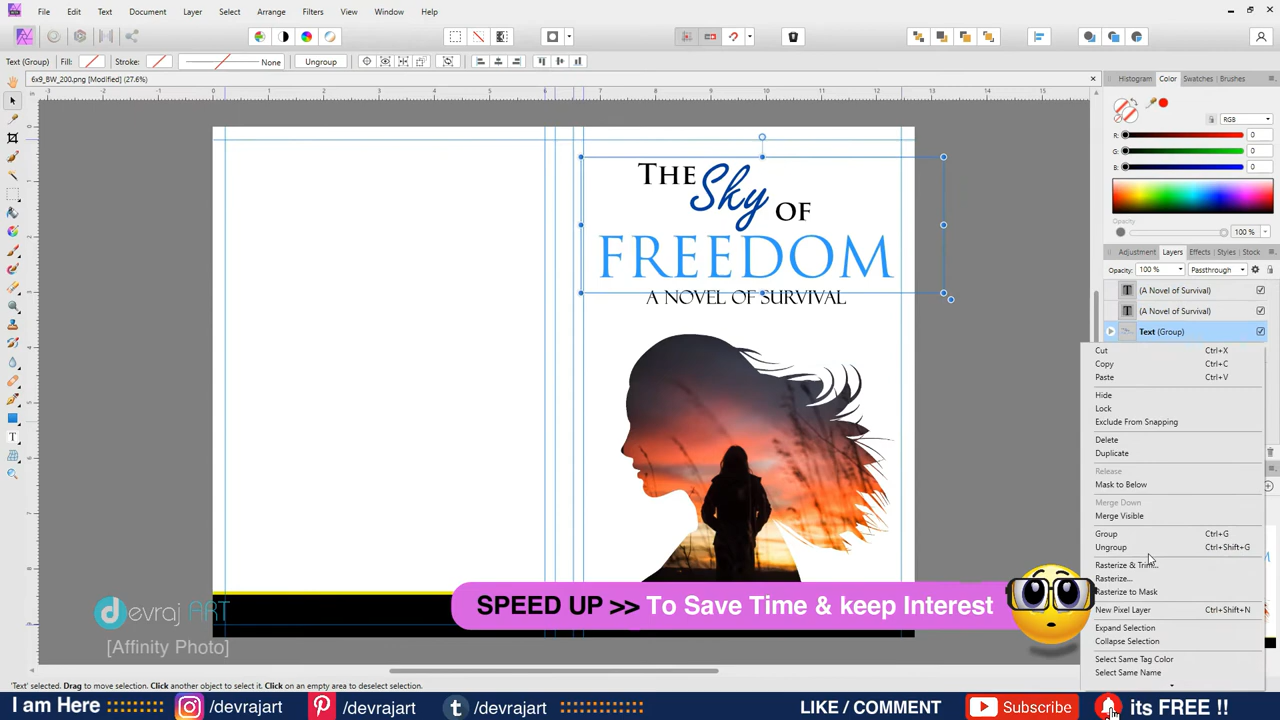 File Edit Text Document Layer Select Arrange Filters View Window Help
Text (Group) Fill: Stroke: None Ungroup
6x9_BW_200.png [Modified] (27.6%)
Histogram Color Swatches Brushes
RGB
R: 0
G: 0
B: 0
Opacity
100 %
Adjustment Layers Effects Styles Stock
Opacity: 100 % Passthrough
(A Novel of Survival)
(A Novel of Survival)
Text (Group)
Cut Ctrl+X
Copy Ctrl+C
Paste Ctrl+V
Hide
Lock
Exclude From Snapping
Delete
Duplicate
Release
Mask to Below
Merge Down
Merge Visible
Group Ctrl+G
Ungroup Ctrl+Shift+G
Rasterize & Trim...
Rasterize...
Rasterize to Mask
New Pixel Layer Ctrl+Shift+N
Expand Selection
Collapse Selection
Select Same Tag Color
Select Same Name
The Sky of
FREEDOM
A NOVEL OF SURVIVAL
SPEED UP >> To Save Time & keep Interest
devraj ART
[Affinity Photo]
'Text' selected. Drag to move selection. Click another object to select it. Click on an empty area to deselect selection.
I am Here /devrajart /devrajart /devrajart LIKE / COMMENT Subscribe its FREE !!